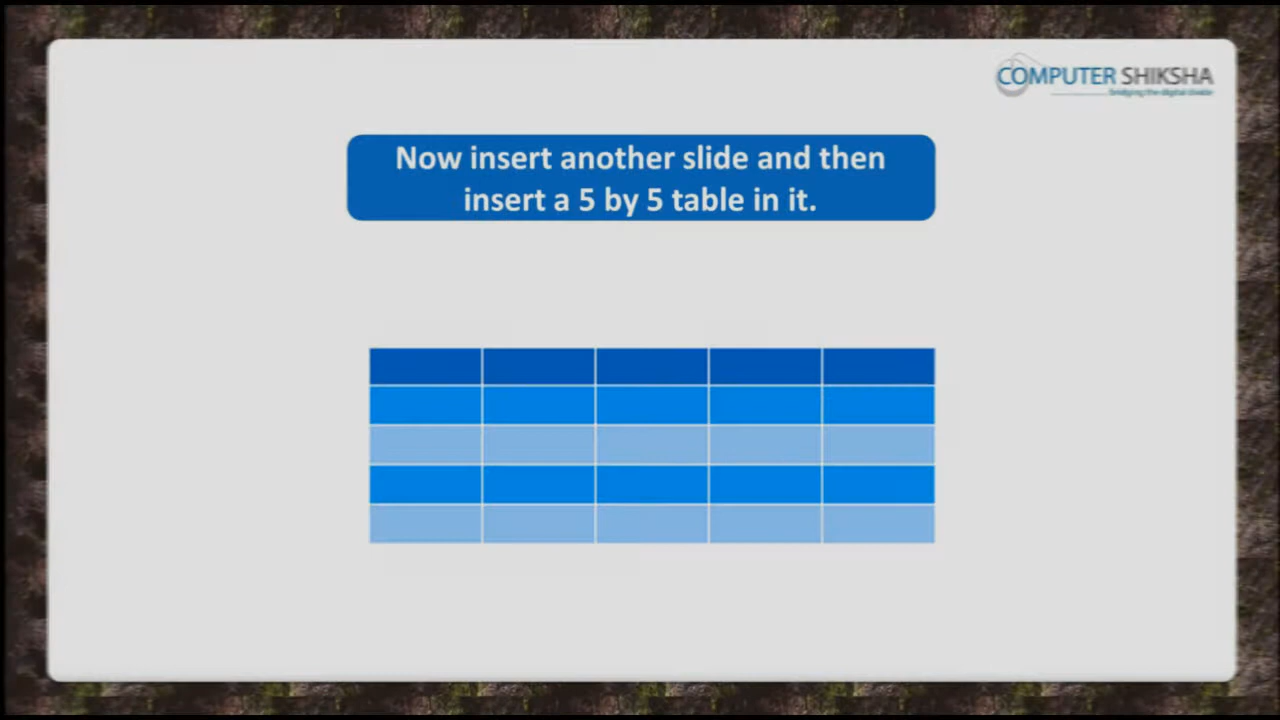 COMPUTER SHIKSHA
bridging the digital divide
Now insert another slide and then
insert a 5 by 5 table in it.